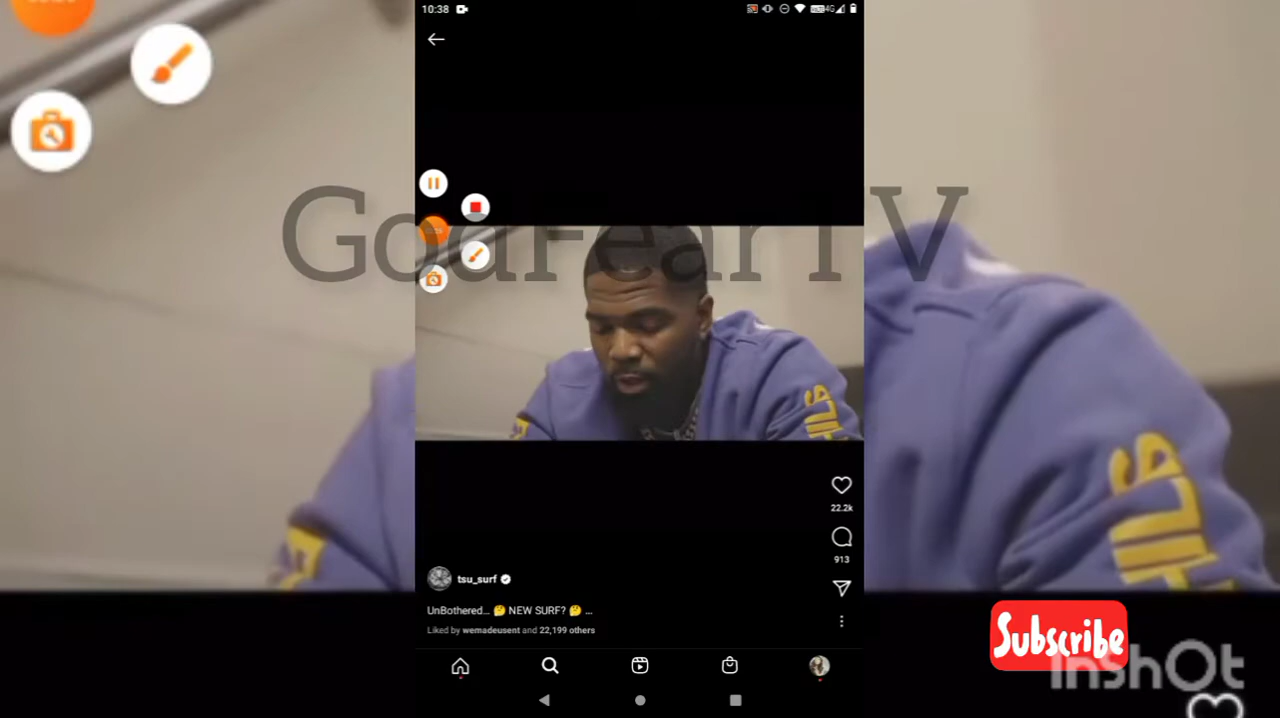 10:38
4G
GodFearTV
22.2k
913
tsu_surf
UnBothered... 🤔 NEW SURF? 🤔 ...
Liked by wemadeusent and 22,199 others
Subscribe
InShOt